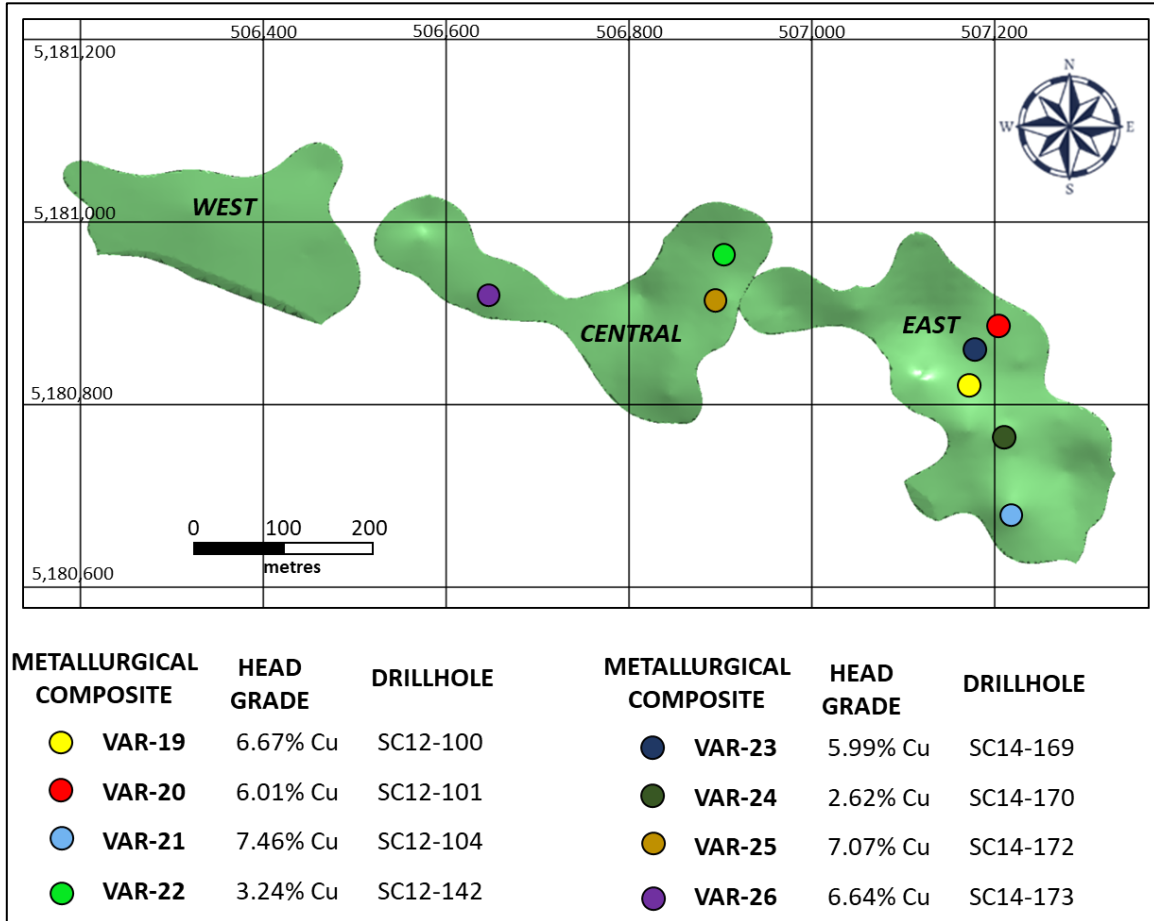 506,400 506,600 506,800 507,000 507,200
5,181,200
N
W E
S
WEST
5,181,000
CENTRAL
EAST
5,180,800
0 100 200
metres
5,180,600
METALLURGICAL COMPOSITE HEAD GRADE DRILLHOLE
VAR-19 6.67% Cu SC12-100
VAR-20 6.01% Cu SC12-101
VAR-21 7.46% Cu SC12-104
VAR-22 3.24% Cu SC12-142
METALLURGICAL COMPOSITE HEAD GRADE DRILLHOLE
VAR-23 5.99% Cu SC14-169
VAR-24 2.62% Cu SC14-170
VAR-25 7.07% Cu SC14-172
VAR-26 6.64% Cu SC14-173